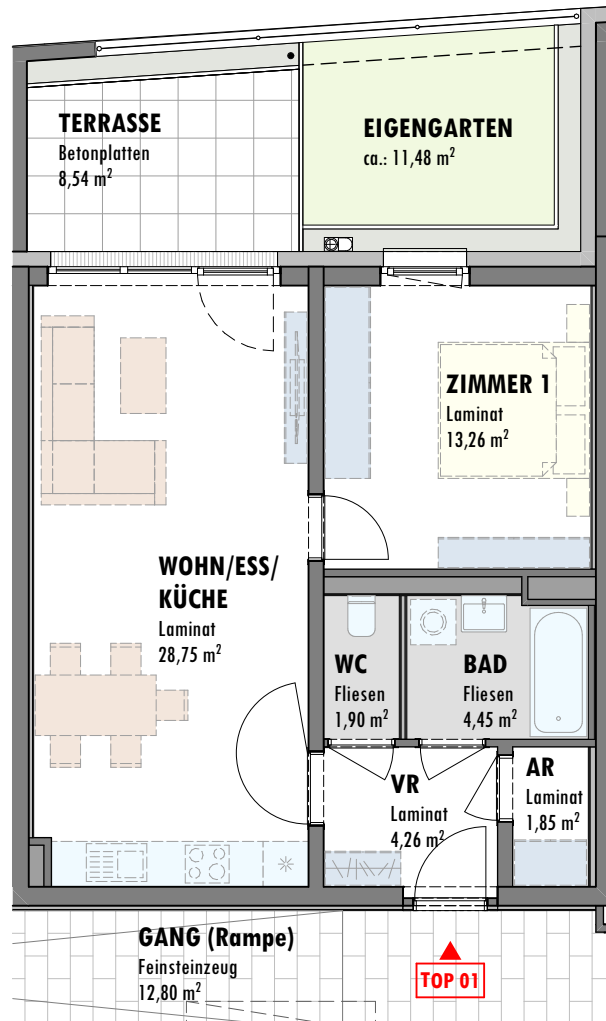 TERRASSE
Betonplatten
8,54 m²
EIGENGARTEN
ca.: 11,48 m²
ZIMMER 1
Laminat
13,26 m²
WOHN/ESS/
KÜCHE
Laminat
28,75 m²
WC
Fliesen
1,90 m²
BAD
Fliesen
4,45 m²
VR
Laminat
4,26 m²
AR
Laminat
1,85 m²
GANG (Rampe)
Feinsteinzeug
12,80 m²
TOP 01